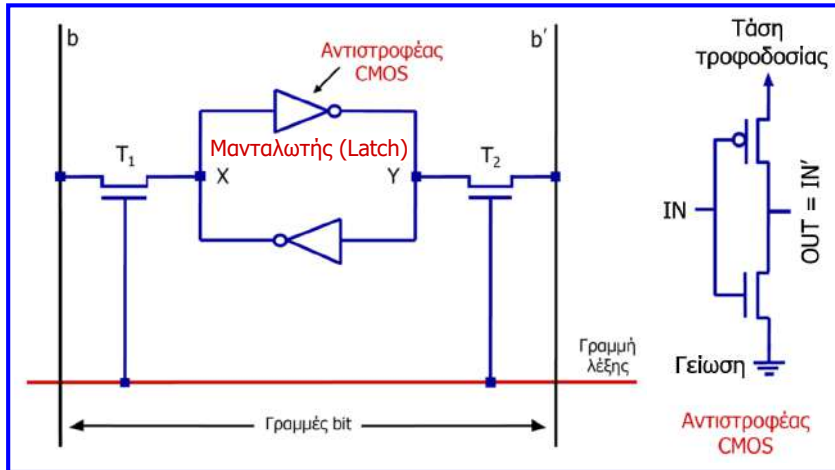 b
b′
Αντιστροφέας
CMOS
Μανταλωτής (Latch)
T1
X
Y
T2
Γραμμή
λέξης
Γραμμές bit
Τάση
τροφοδοσίας
IN
OUT = IN′
Γείωση
Αντιστροφέας
CMOS